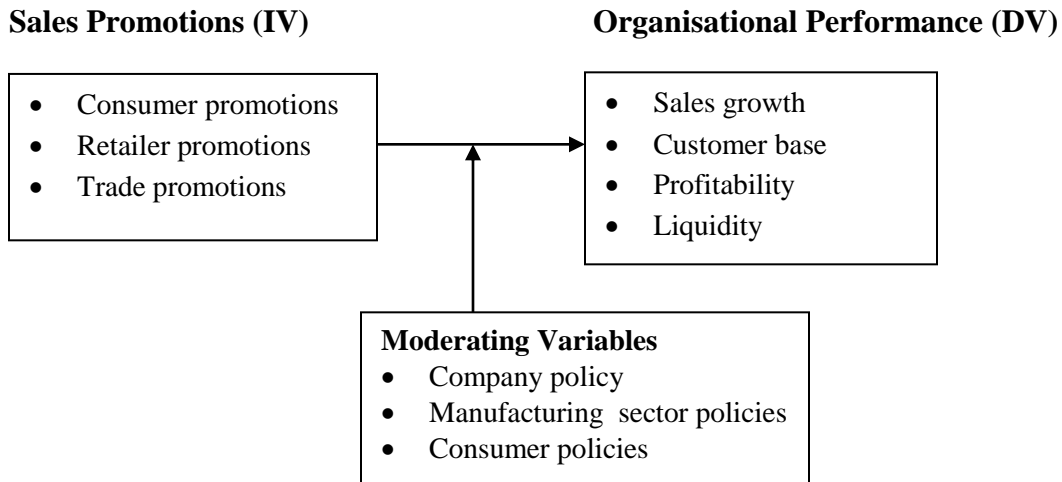 Sales Promotions (IV)
Organisational Performance (DV)
• Consumer promotions
• Retailer promotions
• Trade promotions
• Sales growth
• Customer base
• Profitability
• Liquidity
Moderating Variables
• Company policy
• Manufacturing sector policies
• Consumer policies